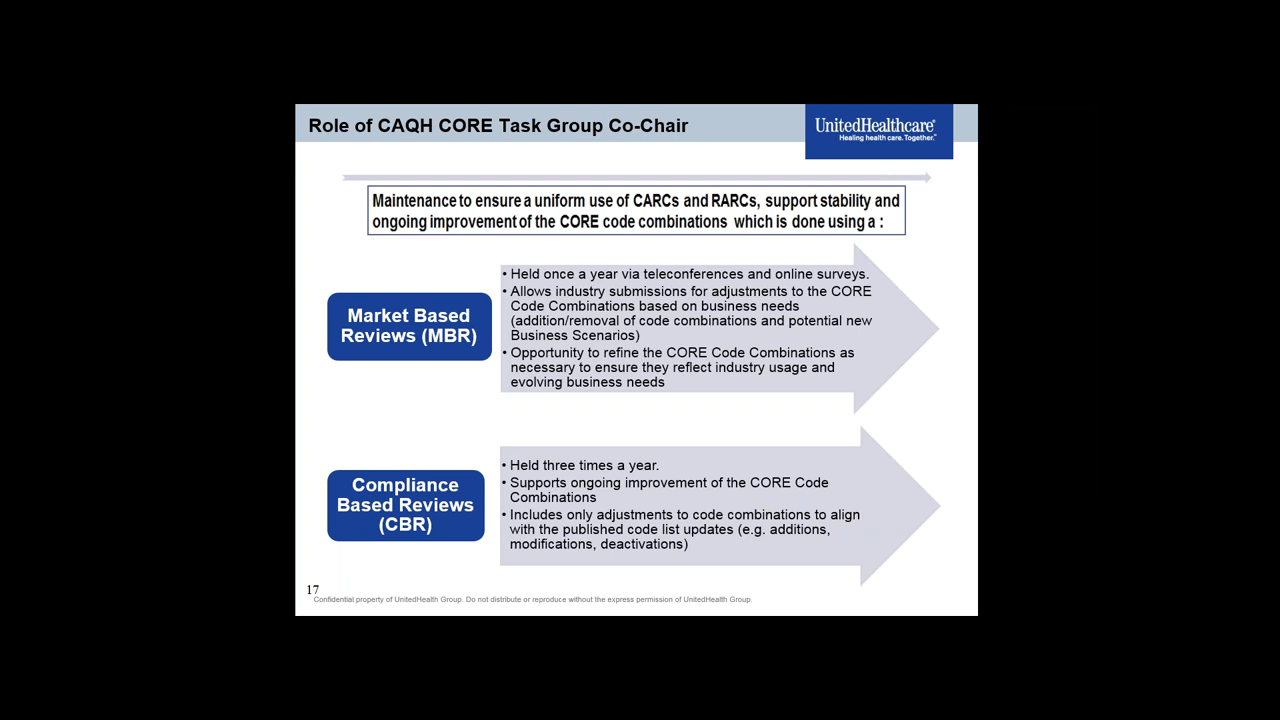 Role of CAQH CORE Task Group Co-Chair
UnitedHealthcare®
Healing health care. Together.™
Maintenance to ensure a uniform use of CARCs and RARCs, support stability and
ongoing improvement of the CORE code combinations which is done using a :
Market Based
Reviews (MBR)
• Held once a year via teleconferences and online surveys.
• Allows industry submissions for adjustments to the CORE
Code Combinations based on business needs
(addition/removal of code combinations and potential new
Business Scenarios)
• Opportunity to refine the CORE Code Combinations as
necessary to ensure they reflect industry usage and
evolving business needs
Compliance
Based Reviews
(CBR)
• Held three times a year.
• Supports ongoing improvement of the CORE Code
Combinations
• Includes only adjustments to code combinations to align
with the published code list updates (e.g. additions,
modifications, deactivations)
17
Confidential property of UnitedHealth Group. Do not distribute or reproduce without the express permission of UnitedHealth Group.